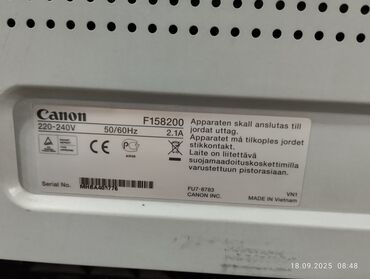 Canon
F158200
220-240V 50/60Hz 2.1A
Apparaten skall anslutas till
jordat uttag.
Apparatet må tilkoples jordet
stikkontakt.
Laite on liitettävä
suojamaadoituskoskettimilla
varustettuun pistorasiaan.
Serial No.
FU7-8783
CANON INC.
VN1
MADE IN Vietnam
18.09.2025 08:48